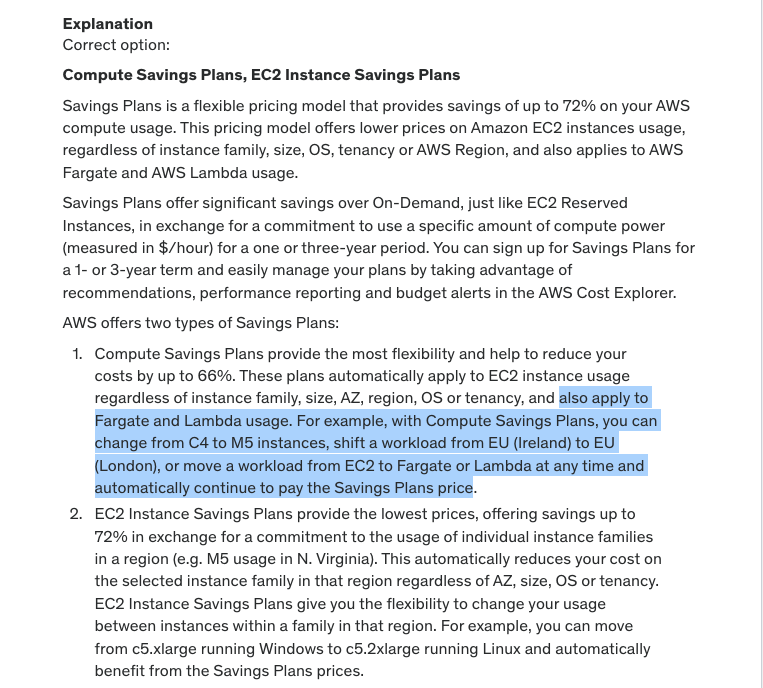 Explanation
Correct option:
Compute Savings Plans, EC2 Instance Savings Plans
Savings Plans is a flexible pricing model that provides savings of up to 72% on your AWS
compute usage. This pricing model offers lower prices on Amazon EC2 instances usage,
regardless of instance family, size, OS, tenancy or AWS Region, and also applies to AWS
Fargate and AWS Lambda usage.
Savings Plans offer significant savings over On-Demand, just like EC2 Reserved
Instances, in exchange for a commitment to use a specific amount of compute power
(measured in $/hour) for a one or three-year period. You can sign up for Savings Plans for
a 1- or 3-year term and easily manage your plans by taking advantage of
recommendations, performance reporting and budget alerts in the AWS Cost Explorer.
AWS offers two types of Savings Plans:
1. Compute Savings Plans provide the most flexibility and help to reduce your
costs by up to 66%. These plans automatically apply to EC2 instance usage
regardless of instance family, size, AZ, region, OS or tenancy, and also apply to
Fargate and Lambda usage. For example, with Compute Savings Plans, you can
change from C4 to M5 instances, shift a workload from EU (Ireland) to EU
(London), or move a workload from EC2 to Fargate or Lambda at any time and
automatically continue to pay the Savings Plans price.
2. EC2 Instance Savings Plans provide the lowest prices, offering savings up to
72% in exchange for a commitment to the usage of individual instance families
in a region (e.g. M5 usage in N. Virginia). This automatically reduces your cost on
the selected instance family in that region regardless of AZ, size, OS or tenancy.
EC2 Instance Savings Plans give you the flexibility to change your usage
between instances within a family in that region. For example, you can move
from c5.xlarge running Windows to c5.2xlarge running Linux and automatically
benefit from the Savings Plans prices.